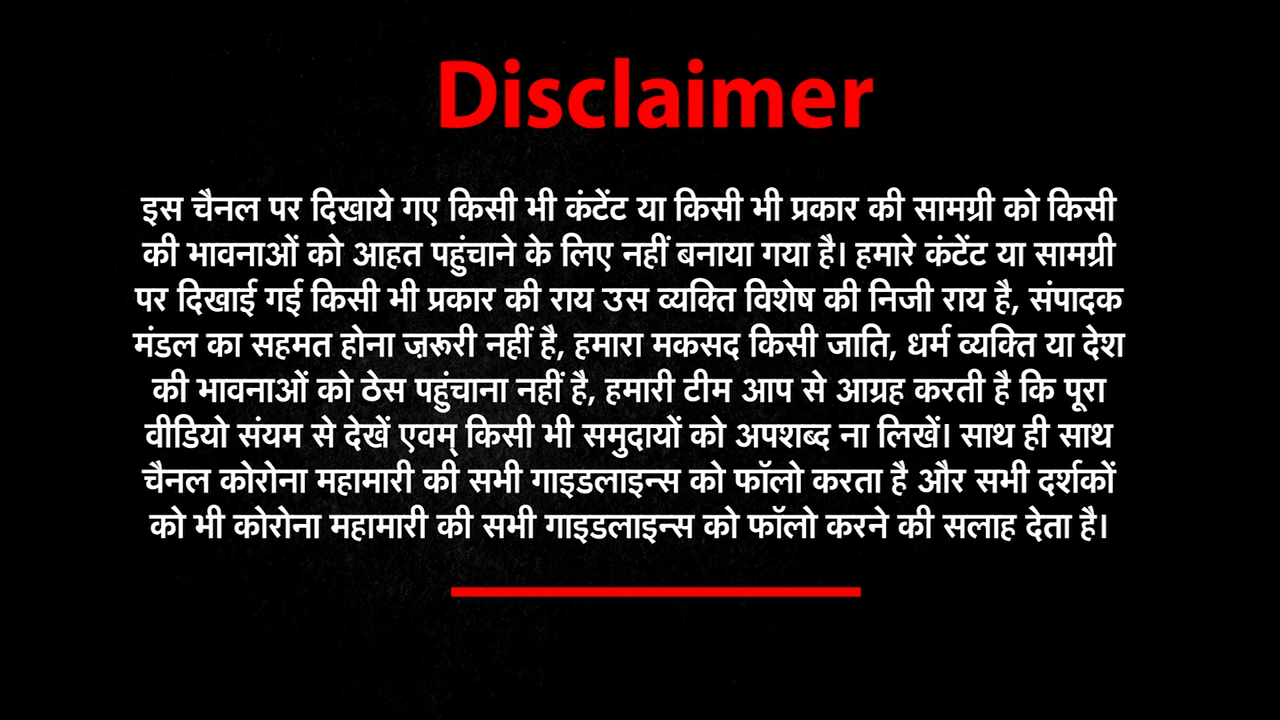 Disclaimer
इस चैनल पर दिखाये गए किसी भी कंटेंट या किसी भी प्रकार की सामग्री को किसी
की भावनाओं को आहत पहुंचाने के लिए नहीं बनाया गया है। हमारे कंटेंट या सामग्री
पर दिखाई गई किसी भी प्रकार की राय उस व्यक्ति विशेष की निजी राय है, संपादक
मंडल का सहमत होना ज़रूरी नहीं है, हमारा मकसद किसी जाति, धर्म व्यक्ति या देश
की भावनाओं को ठेस पहुंचाना नहीं है, हमारी टीम आप से आग्रह करती है कि पूरा
वीडियो संयम से देखें एवम् किसी भी समुदायों को अपशब्द ना लिखें। साथ ही साथ
चैनल कोरोना महामारी की सभी गाइडलाइन्स को फॉलो करता है और सभी दर्शकों
को भी कोरोना महामारी की सभी गाइडलाइन्स को फॉलो करने की सलाह देता है।